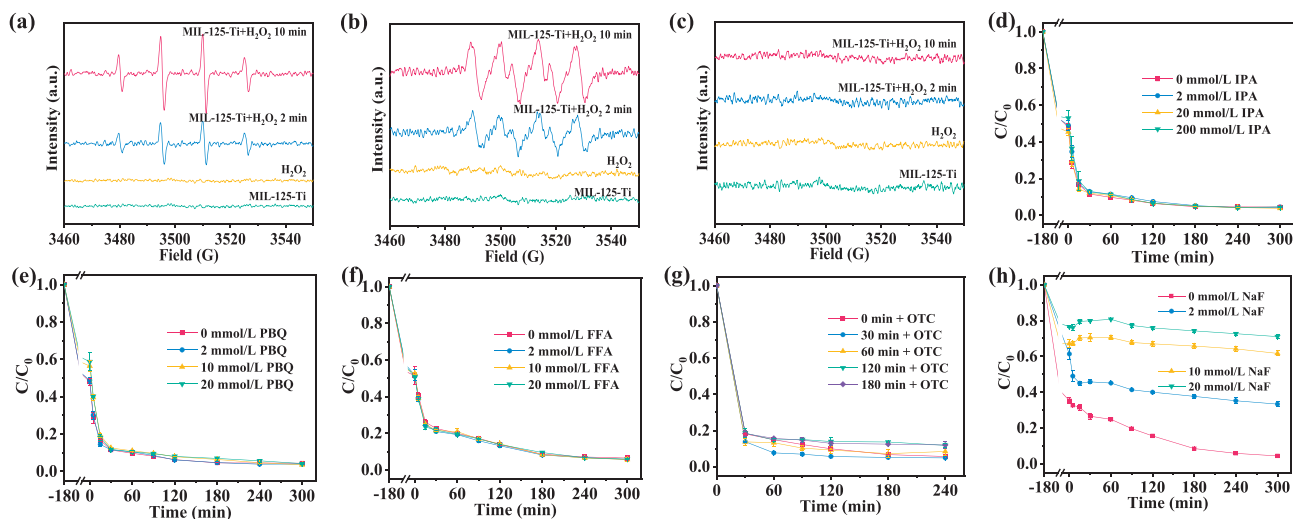 (a)
MIL-125-Ti+H₂O₂ 10 min
MIL-125-Ti+H₂O₂ 2 min
H₂O₂
MIL-125-Ti
Intensity (a.u.)
3460 3480 3500 3520 3540
Field (G)
(b)
MIL-125-Ti+H₂O₂ 10 min
MIL-125-Ti+H₂O₂ 2 min
H₂O₂
MIL-125-Ti
Intensity (a.u.)
3460 3480 3500 3520 3540
Field (G)
(c)
MIL-125-Ti+H₂O₂ 10 min
MIL-125-Ti+H₂O₂ 2 min
H₂O₂
MIL-125-Ti
Intensity (a.u.)
3460 3480 3500 3520 3540
Field (G)
(d)
C/C₀
1.0
0.8
0.6
0.4
0.2
0.0
0 mmol/L IPA
2 mmol/L IPA
20 mmol/L IPA
200 mmol/L IPA
-180 0 60 120 180 240 300
Time (min)
(e)
C/C₀
1.0
0.8
0.6
0.4
0.2
0.0
0 mmol/L PBQ
2 mmol/L PBQ
10 mmol/L PBQ
20 mmol/L PBQ
-180 0 60 120 180 240 300
Time (min)
(f)
C/C₀
1.0
0.8
0.6
0.4
0.2
0.0
0 mmol/L FFA
2 mmol/L FFA
10 mmol/L FFA
20 mmol/L FFA
-180 0 60 120 180 240 300
Time (min)
(g)
C/C₀
1.0
0.8
0.6
0.4
0.2
0.0
0 min + OTC
30 min + OTC
60 min + OTC
120 min + OTC
180 min + OTC
0 60 120 180 240
Time (min)
(h)
C/C₀
1.0
0.8
0.6
0.4
0.2
0.0
0 mmol/L NaF
2 mmol/L NaF
10 mmol/L NaF
20 mmol/L NaF
-180 0 60 120 180 240 300
Time (min)